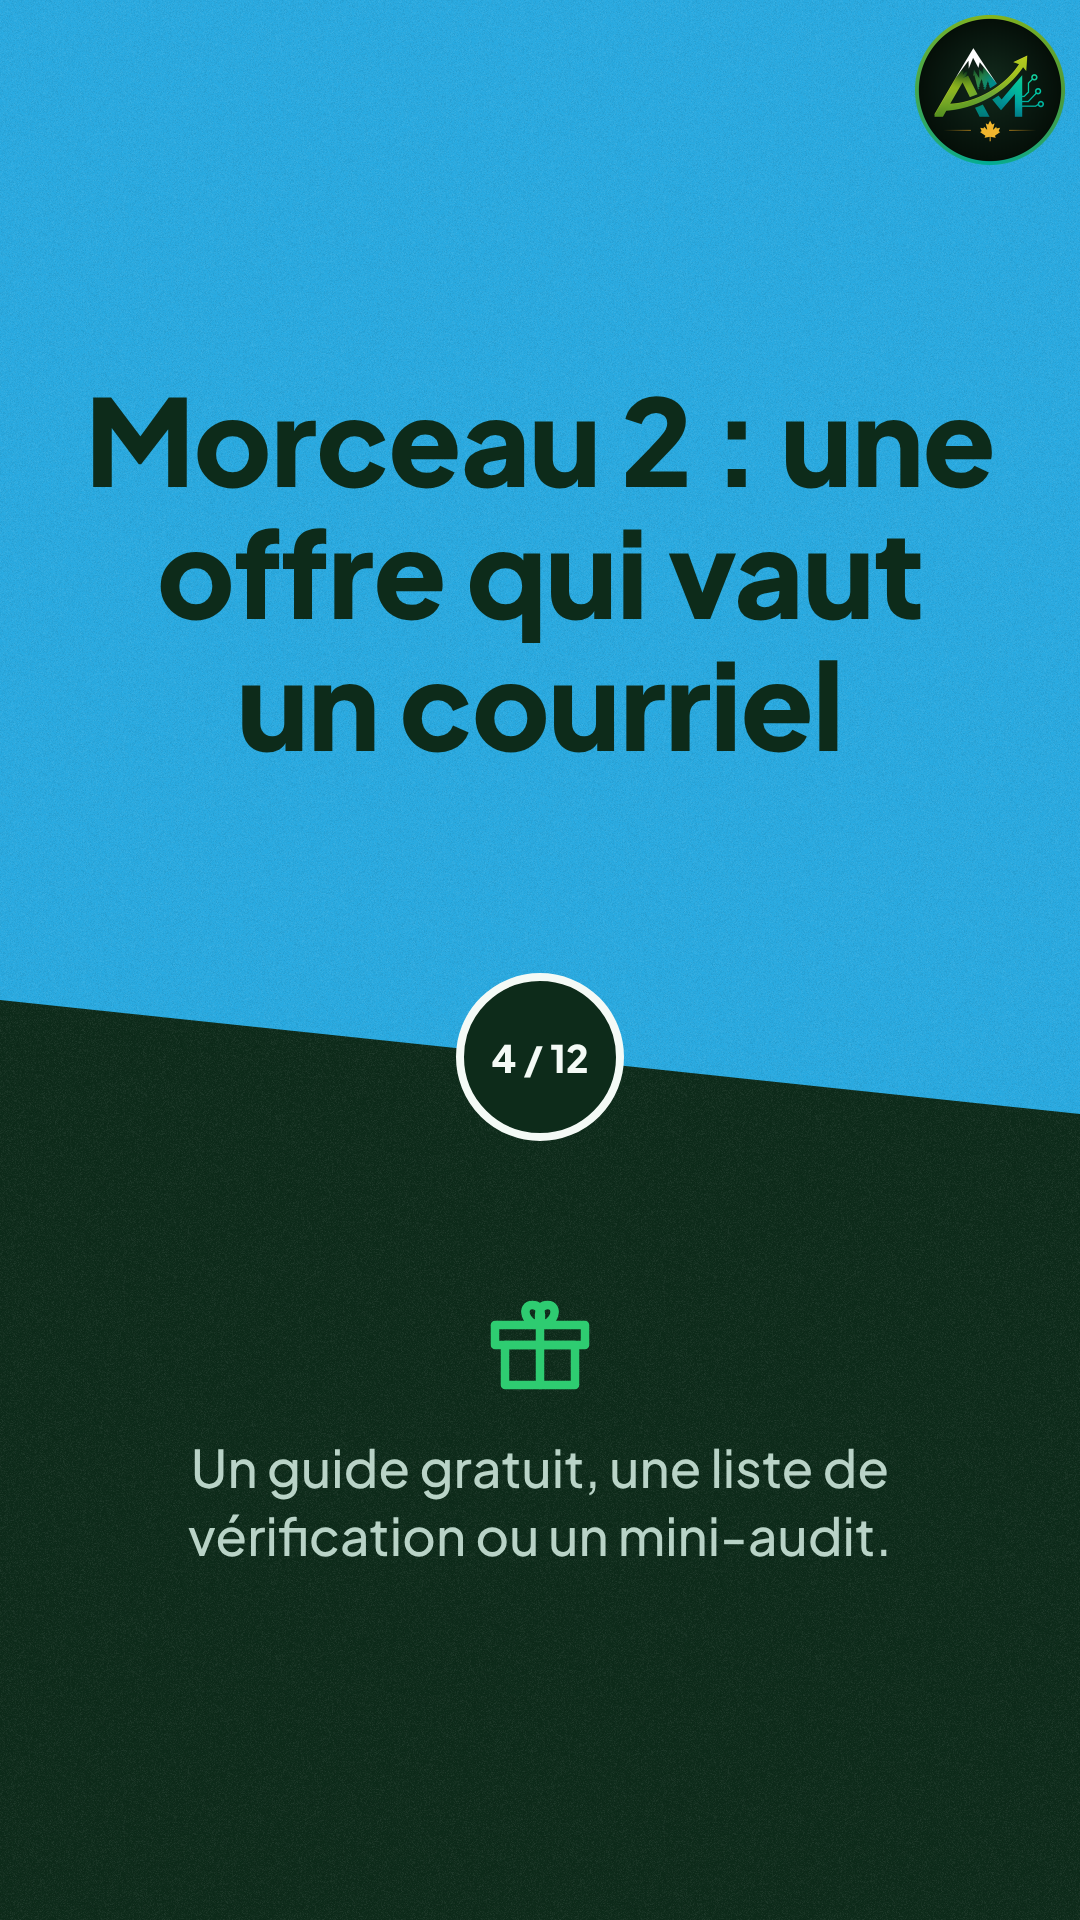 AM
Morceau 2 : une
offre qui vaut
un courriel
4 / 12
Un guide gratuit, une liste de
vérification ou un mini-audit.